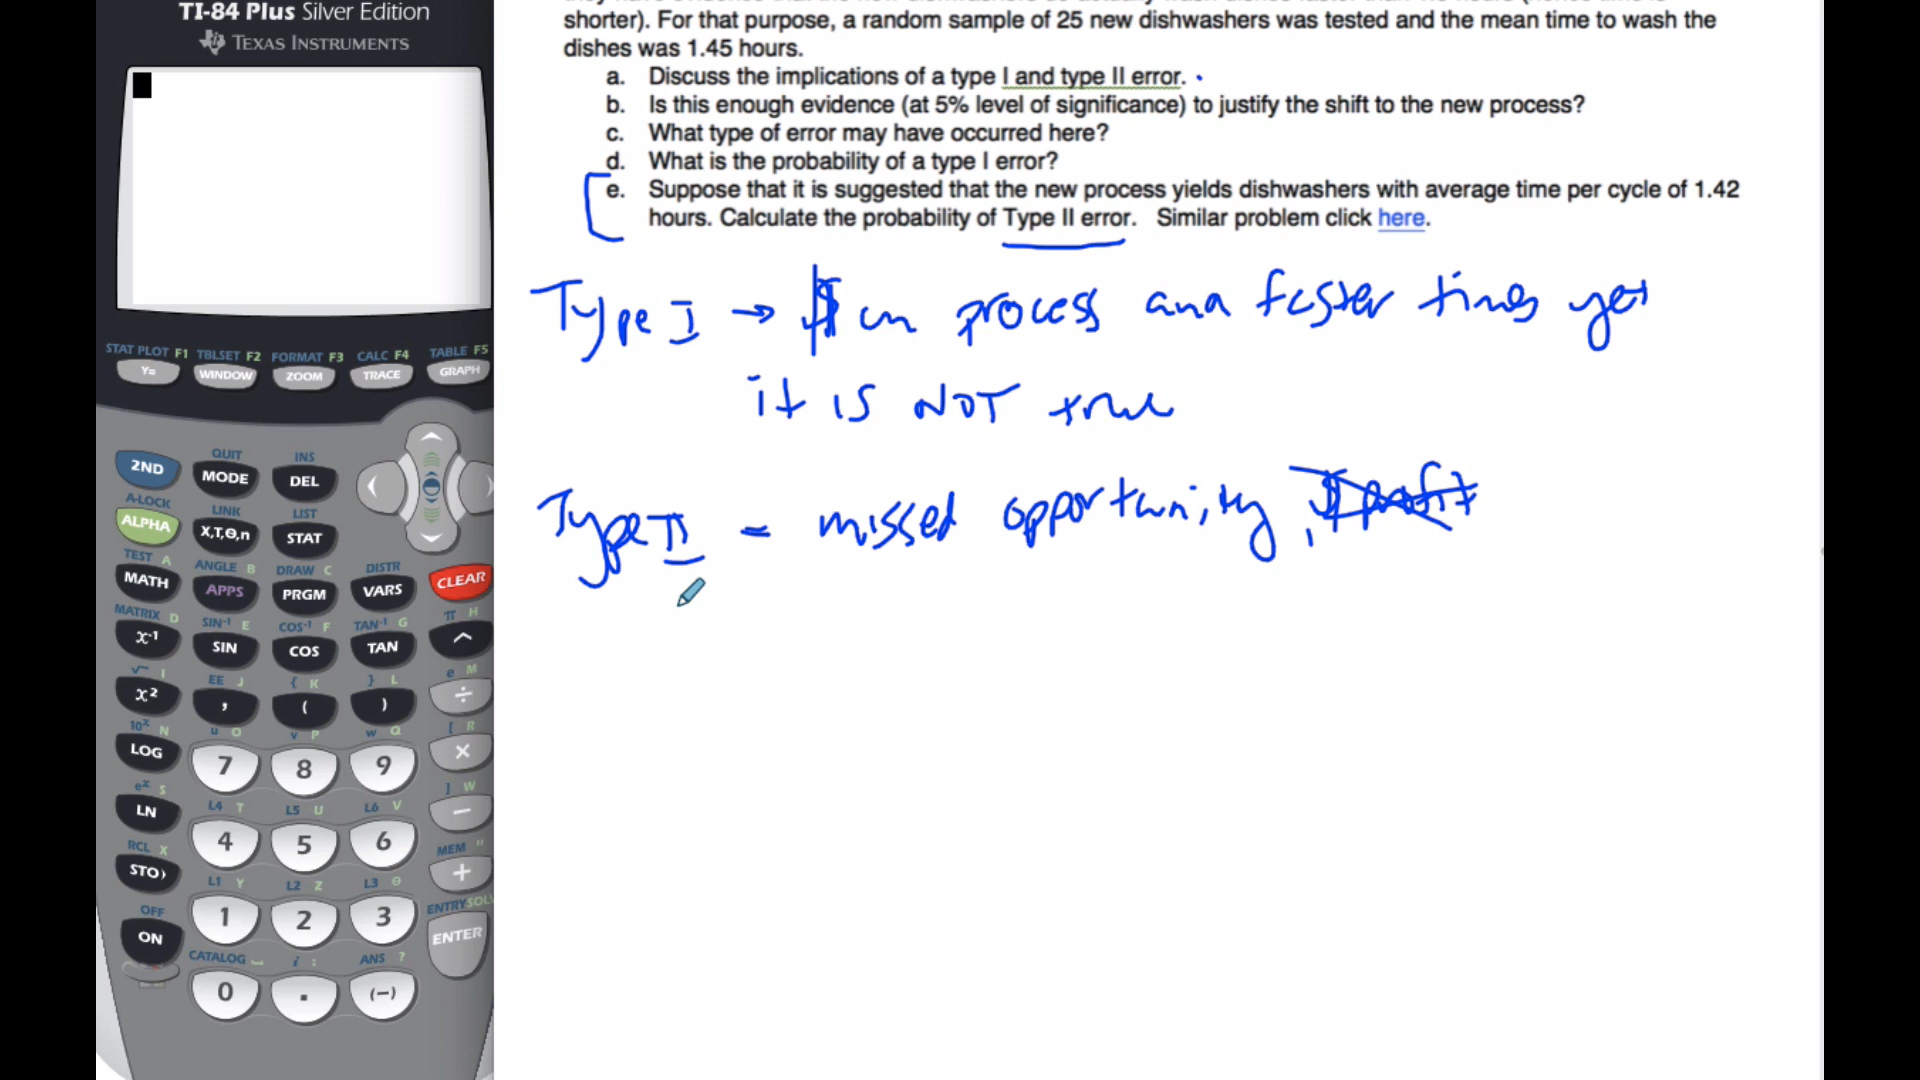 TI-84 Plus Silver Edition
TEXAS INSTRUMENTS
shorter). For that purpose, a random sample of 25 new dishwashers was tested and the mean time to wash the
dishes was 1.45 hours.
a. Discuss the implications of a type I and type II error.
b. Is this enough evidence (at 5% level of significance) to justify the shift to the new process?
c. What type of error may have occurred here?
d. What is the probability of a type I error?
e. Suppose that it is suggested that the new process yields dishwashers with average time per cycle of 1.42
hours. Calculate the probability of Type II error. Similar problem click here.
Type I → $ on process and faster times yet
it is NOT true
Type II = missed opportunity, $ profit
STAT PLOT F1 TBLSET F2 FORMAT F3 CALC F4 TABLE F5
Y= WINDOW ZOOM TRACE GRAPH
QUIT INS
2ND MODE DEL
A-LOCK LINK LIST
ALPHA X,T,Θ,n STAT
TEST A ANGLE B DRAW C DISTR
MATH APPS PRGM VARS CLEAR
MATRIX D SIN-1 E COS-1 F TAN-1 G π H
x-1 SIN COS TAN ^
√ I EE J { K } L e M
x2 , ( ) ÷
10x N u O v P w Q [ R
LOG 7 8 9 ×
ex S L4 T L5 U L6 V ] W
LN 4 5 6 −
RCL X L1 Y L2 Z L3 Θ MEM "
STO› 1 2 3 +
OFF CATALOG i : ANS ? ENTRY SOLV
ON 0 . (−) ENTER